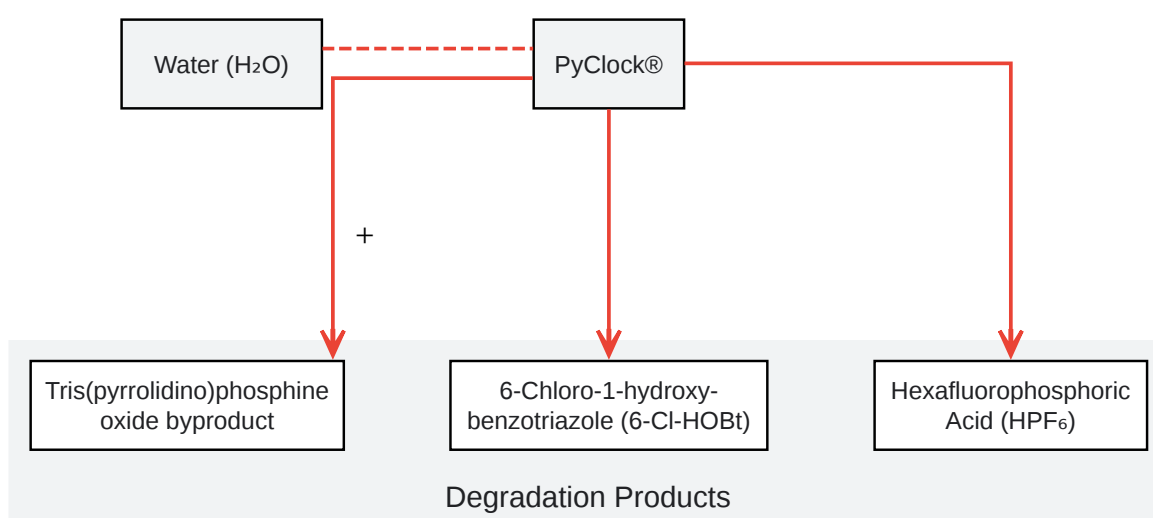 Water (H₂O)
PyClock®
+
Tris(pyrrolidino)phosphine
oxide byproduct
6-Chloro-1-hydroxy-
benzotriazole (6-Cl-HOBt)
Hexafluorophosphoric
Acid (HPF₆)
Degradation Products